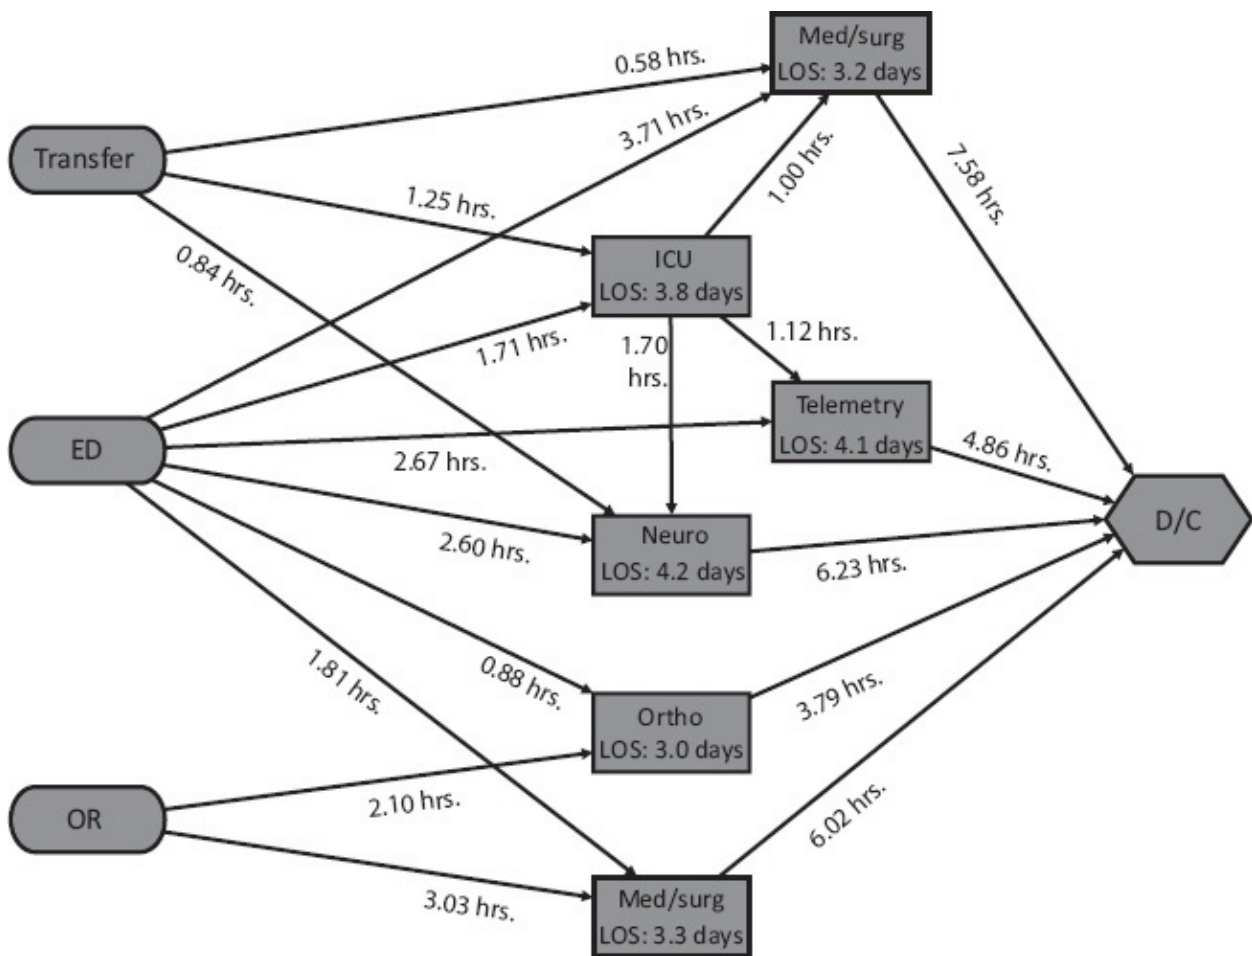 Med/surg
LOS: 3.2 days
0.58 hrs.
3.71 hrs.
Transfer
7.58 hrs.
1.00 hrs.
1.25 hrs.
0.84 hrs.
ICU
LOS: 3.8 days
1.71 hrs.
1.70
hrs.
1.12 hrs.
Telemetry
LOS: 4.1 days
4.86 hrs.
ED
2.67 hrs.
2.60 hrs.
Neuro
LOS: 4.2 days
6.23 hrs.
D/C
1.81 hrs.
0.88 hrs.
Ortho
LOS: 3.0 days
3.79 hrs.
OR
2.10 hrs.
6.02 hrs.
3.03 hrs.
Med/surg
LOS: 3.3 days